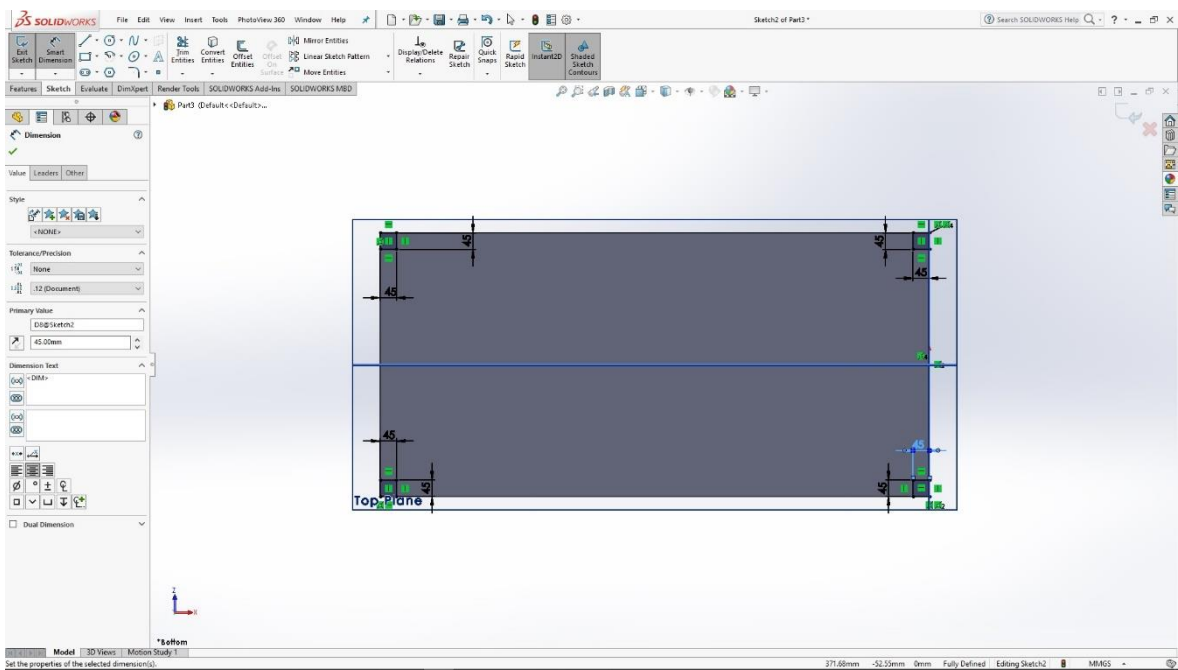 SOLIDWORKS File Edit View Insert Tools PhotoView 360 Window Help Sketch2 of Part3 * Search SOLIDWORKS Help
Exit Sketch Smart Dimension Trim Entities Convert Entities Offset Entities Offset On Surface Mirror Entities Linear Sketch Pattern Move Entities Display/Delete Relations Repair Sketch Quick Snaps Rapid Sketch Instant2D Shaded Sketch Contours
Features Sketch Evaluate DimXpert Render Tools SOLIDWORKS Add-Ins SOLIDWORKS MBD
Part3 (Default<<Default>...
Dimension
Value Leaders Other
Style
<NONE>
Tolerance/Precision
None
.12 (Document)
Primary Value
D8@Sketch2
45.00mm
Dimension Text
<DIM>
Dual Dimension
45
45
45
45
45
45
45
45
Top Plane
Z
X
*Bottom
Model 3D Views Motion Study 1
Set the properties of the selected dimension(s). 371.68mm -52.55mm 0mm Fully Defined Editing Sketch2 MMGS